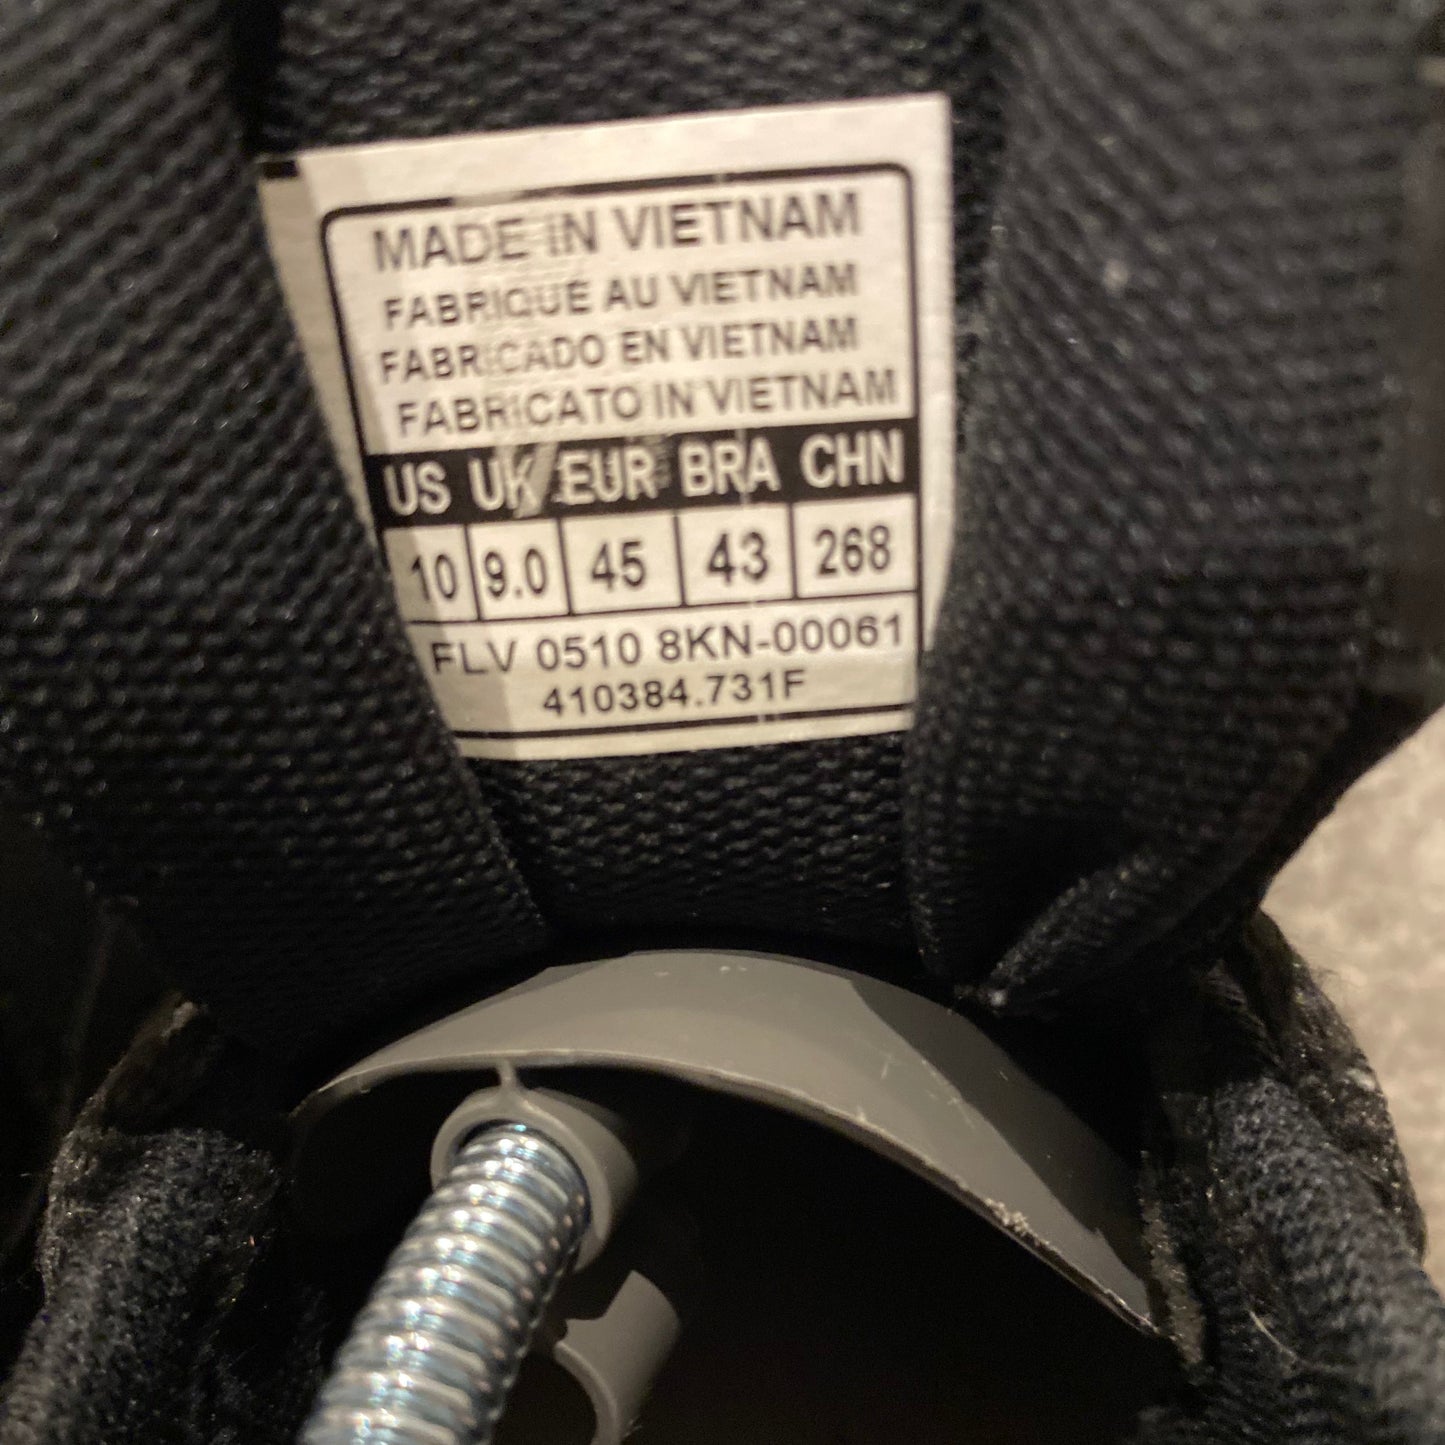 MADE IN VIETNAM
FABRIQUÉ AU VIETNAM
FABRICADO EN VIETNAM
FABRICATO IN VIETNAM
US UK EUR BRA CHN
10 9.0 45 43 268
FLV 0510 8KN-00061
410384.731F